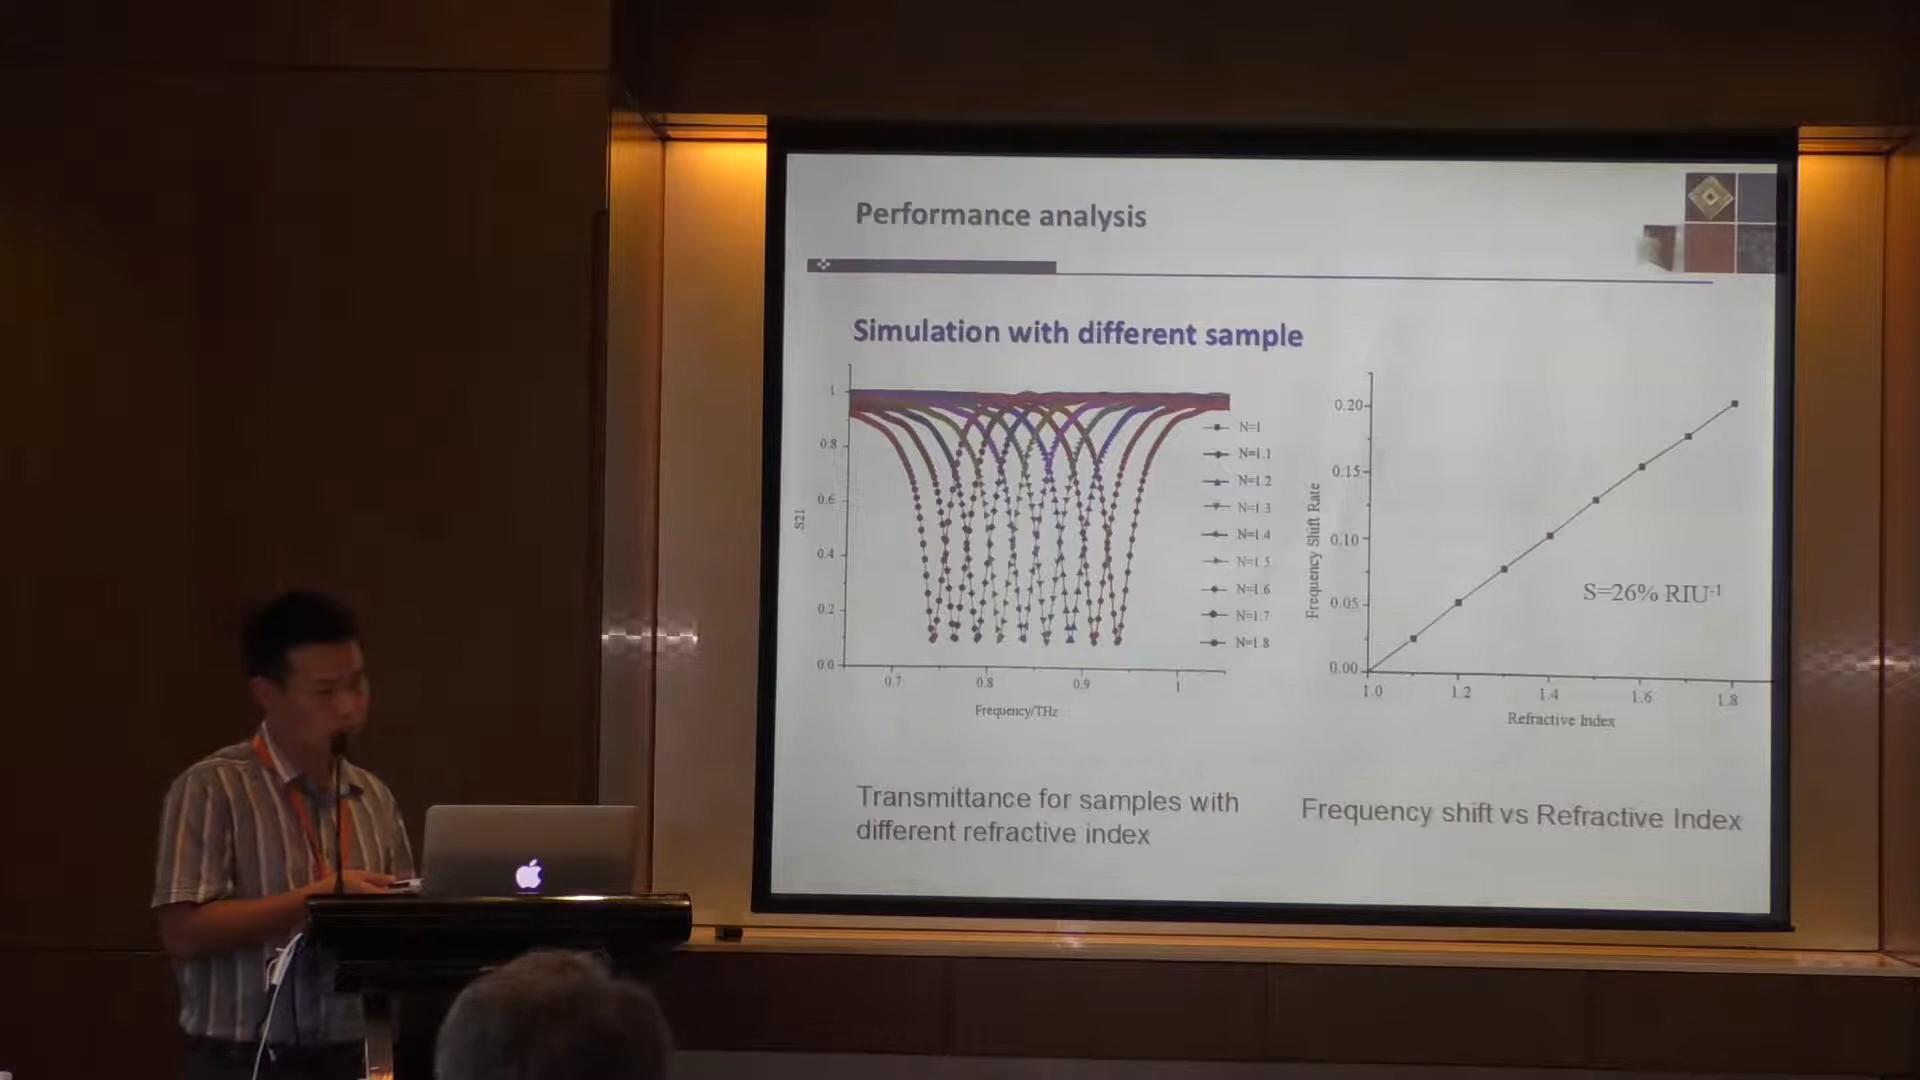 Performance analysis
Simulation with different sample
1
0.8
0.6
0.4
0.2
0.0
S21
0.7
0.8
0.9
1
Frequency/THz
N=1
N=1.1
N=1.2
N=1.3
N=1.4
N=1.5
N=1.6
N=1.7
N=1.8
0.20
0.15
0.10
0.05
0.00
Frequency Shift Rate
S=26% RIU-1
1.0
1.2
1.4
1.6
1.8
Refractive Index
Transmittance for samples with
different refractive index
Frequency shift vs Refractive Index